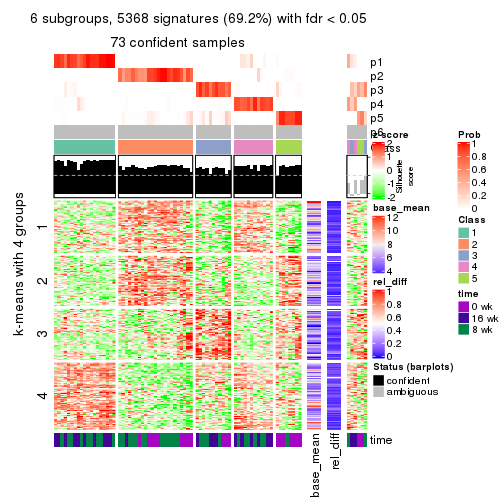 6 subgroups, 5368 signatures (69.2%) with fdr < 0.05
73 confident samples
p1
p2
p3
p4
p5
p6
z-score
Class
2
1
0
-1
-2
Silhouette
score
k-means with 4 groups
1
2
3
4
base_mean
12
10
8
6
4
rel_diff
1
0.8
0.6
0.4
0.2
0
Status (barplots)
confident
ambiguous
Prob
1
0.8
0.6
0.4
0.2
0
Class
1
2
3
4
5
time
0 wk
16 wk
8 wk
time
base_mean
rel_diff